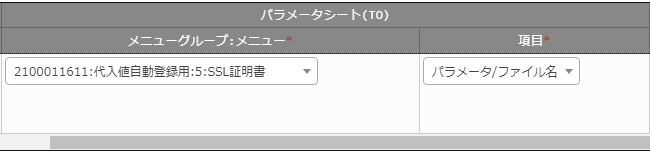 パラメータシート(TO)
メニューグループ:メニュー*
項目*
2100011611:代入値自動登録用:5:SSL証明書
パラメータ/ファイル名